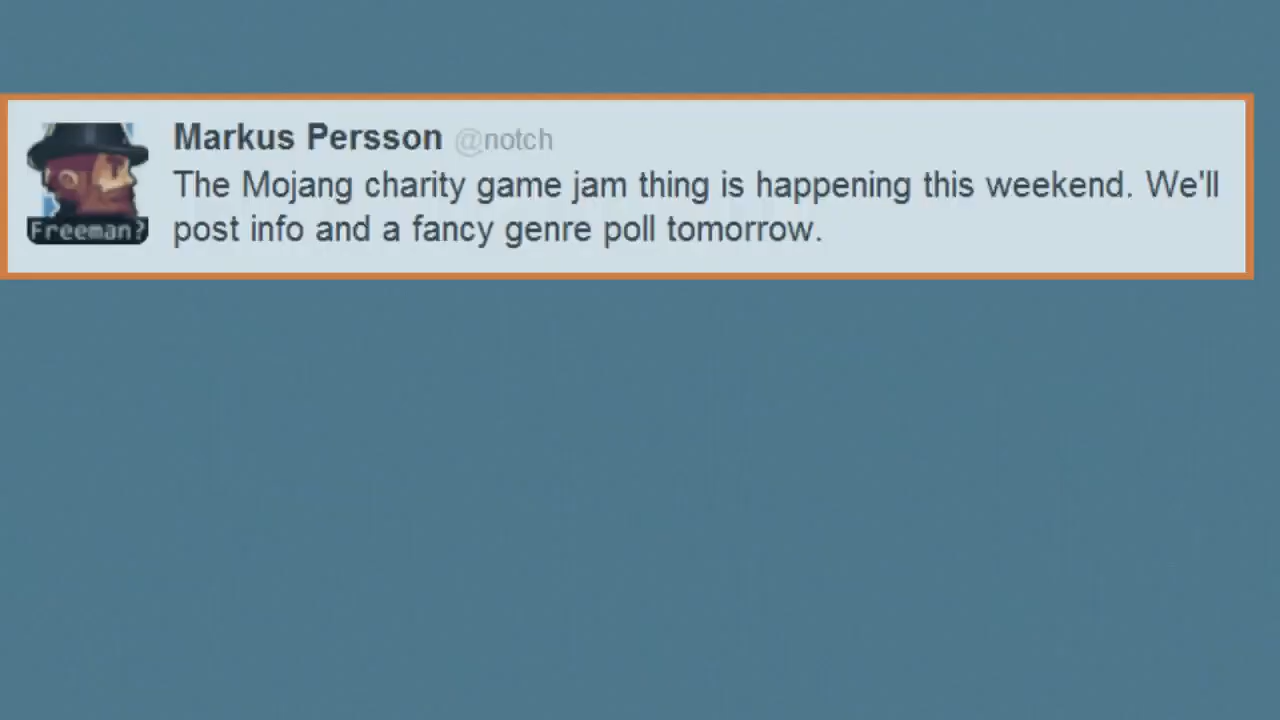 Markus Persson @notch
The Mojang charity game jam thing is happening this weekend. We'll
post info and a fancy genre poll tomorrow.
Freeman?